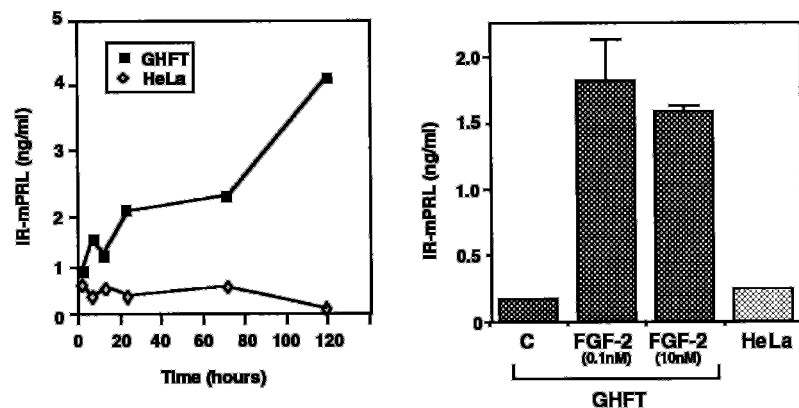 5
4
3
2
1
0
IR-mPRL (ng/ml)
GHFT
HeLa
0 20 40 60 80 100 120
Time (hours)
2.0
1.5
1.0
0.5
0
IR-mPRL (ng/ml)
C FGF-2 FGF-2 HeLa
(0.1nM) (10nM)
GHFT